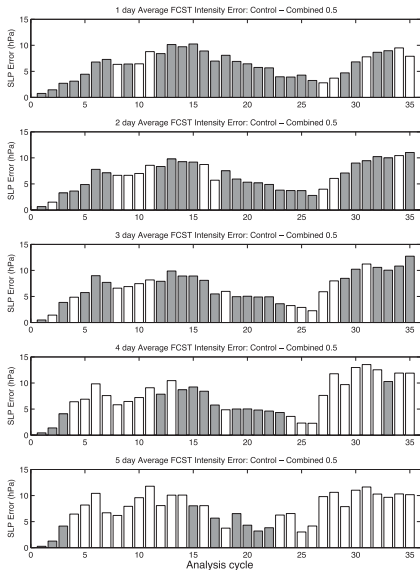 1 day Average FCST Intensity Error: Control – Combined 0.5
15
10
5
0
SLP Error (hPa)
0 5 10 15 20 25 30 35
2 day Average FCST Intensity Error: Control – Combined 0.5
15
10
5
0
SLP Error (hPa)
0 5 10 15 20 25 30 35
3 day Average FCST Intensity Error: Control – Combined 0.5
15
10
5
0
SLP Error (hPa)
0 5 10 15 20 25 30 35
4 day Average FCST Intensity Error: Control – Combined 0.5
15
10
5
0
SLP Error (hPa)
0 5 10 15 20 25 30 35
5 day Average FCST Intensity Error: Control – Combined 0.5
15
10
5
0
SLP Error (hPa)
0 5 10 15 20 25 30 35
Analysis cycle